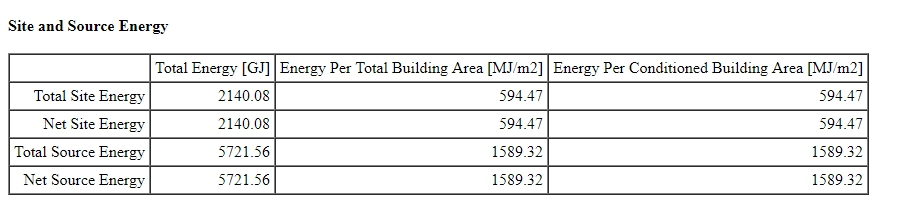 Site and Source Energy
Total Energy [GJ] Energy Per Total Building Area [MJ/m2] Energy Per Conditioned Building Area [MJ/m2]
Total Site Energy 2140.08 594.47 594.47
Net Site Energy 2140.08 594.47 594.47
Total Source Energy 5721.56 1589.32 1589.32
Net Source Energy 5721.56 1589.32 1589.32